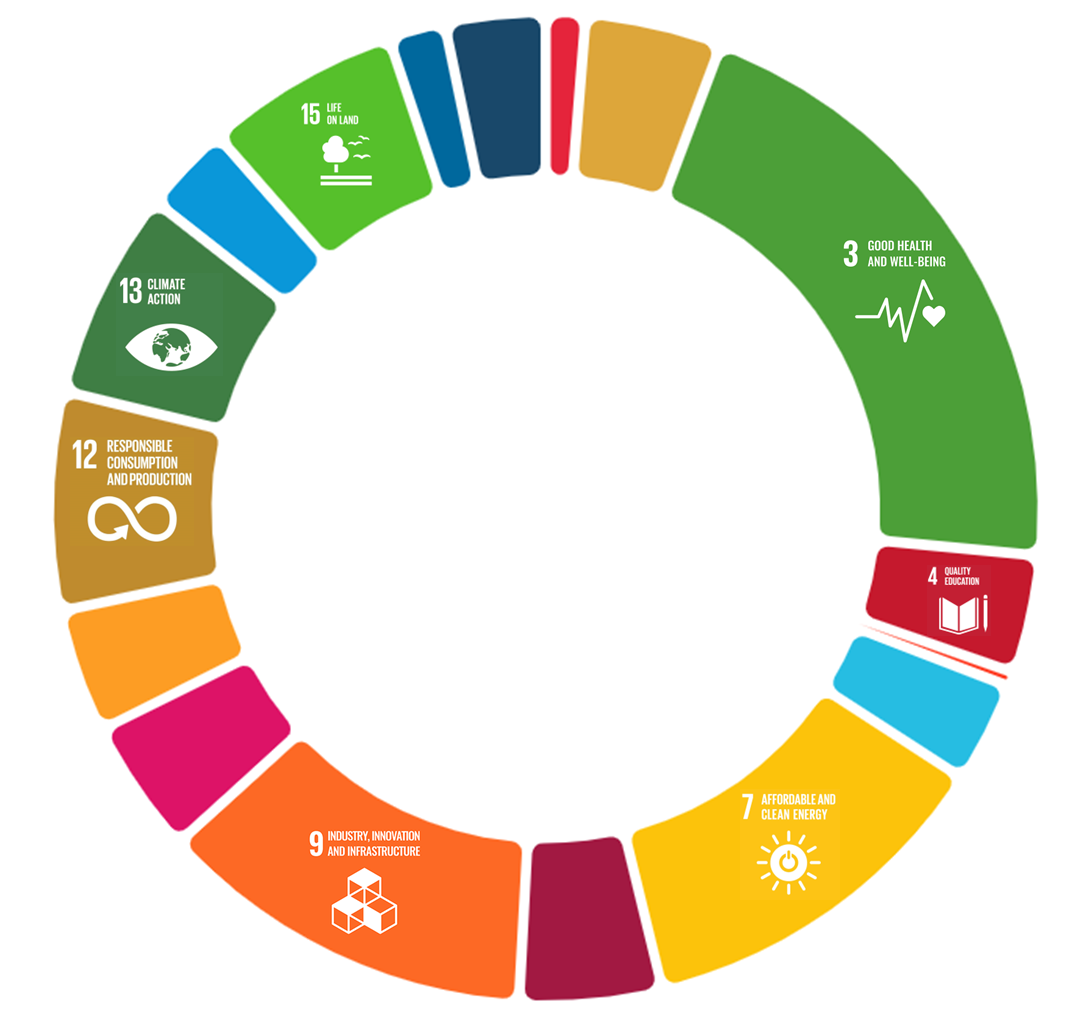 15 LIFE
ON LAND
3 GOOD HEALTH
AND WELL-BEING
13 CLIMATE
ACTION
12 RESPONSIBLE
CONSUMPTION
AND PRODUCTION
4 QUALITY
EDUCATION
7 AFFORDABLE AND
CLEAN ENERGY
9 INDUSTRY, INNOVATION
AND INFRASTRUCTURE